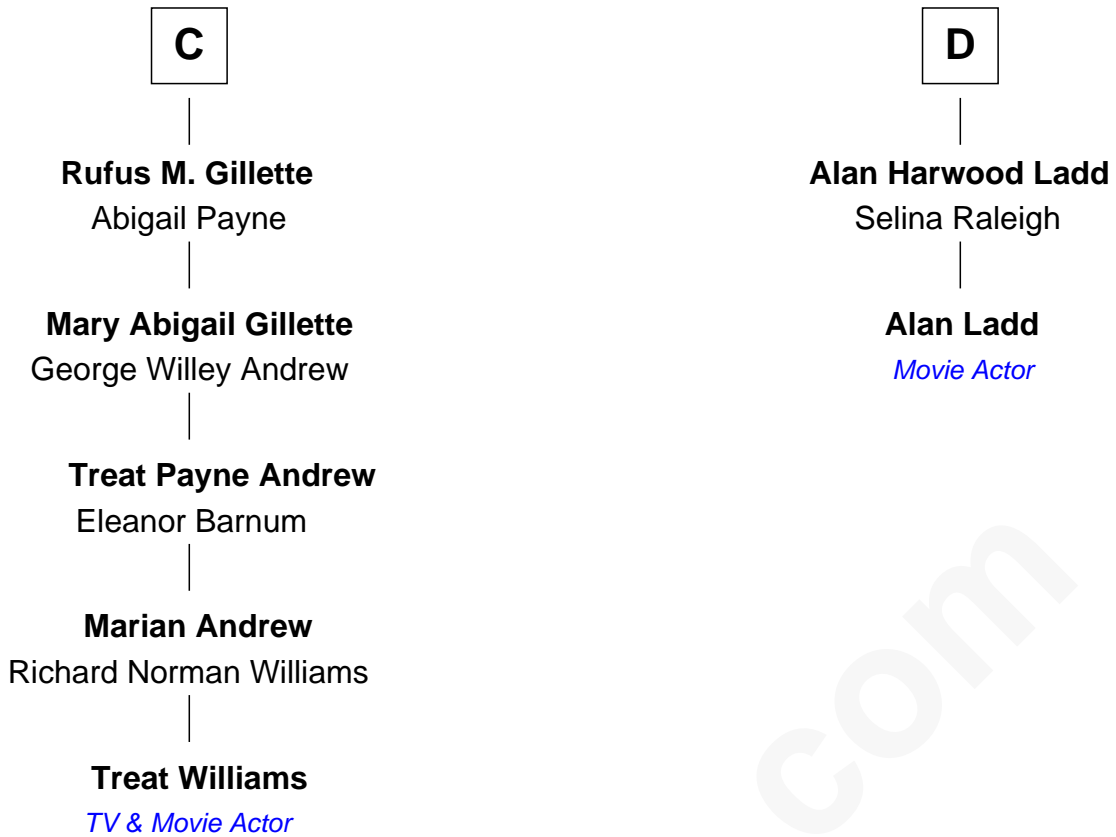 C
Rufus M. Gillette
Abigail Payne
Mary Abigail Gillette
George Willey Andrew
Treat Payne Andrew
Eleanor Barnum
Marian Andrew
Richard Norman Williams
Treat Williams
TV & Movie Actor
D
Alan Harwood Ladd
Selina Raleigh
Alan Ladd
Movie Actor
com